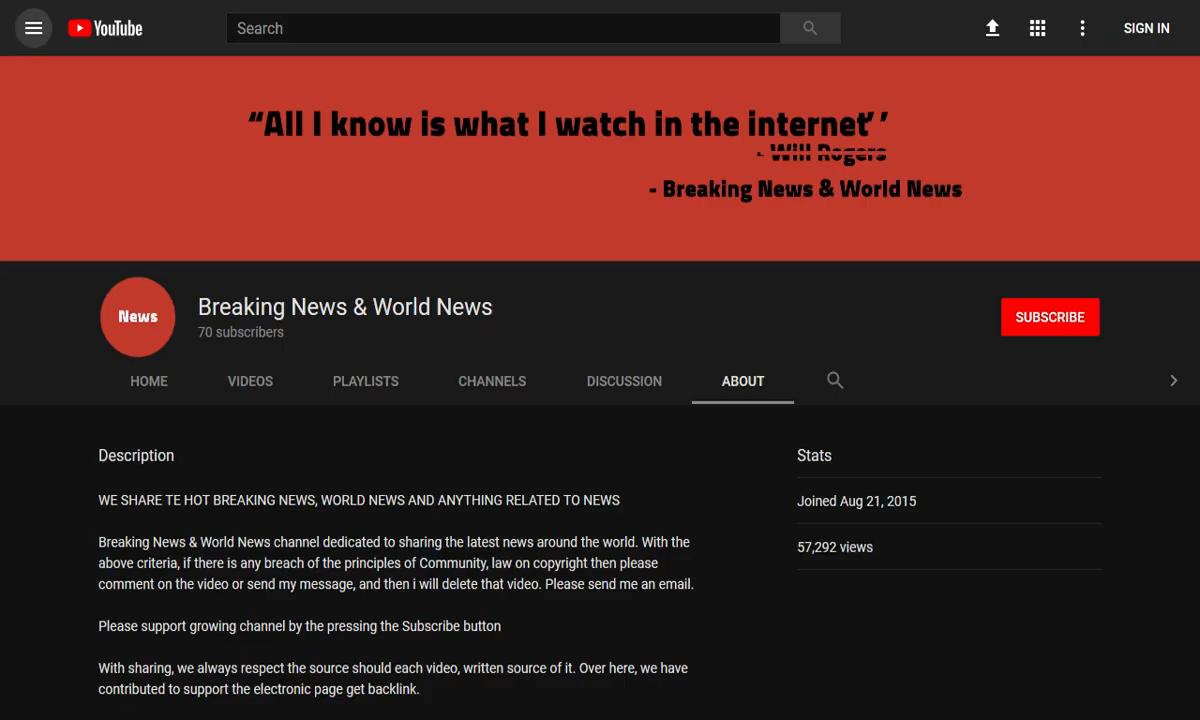 YouTube
Search
SIGN IN
“All I know is what I watch in the internet’’
- Will Rogers
- Breaking News & World News
News
Breaking News & World News
70 subscribers
SUBSCRIBE
HOME VIDEOS PLAYLISTS CHANNELS DISCUSSION ABOUT
Description
WE SHARE TE HOT BREAKING NEWS, WORLD NEWS AND ANYTHING RELATED TO NEWS
Breaking News & World News channel dedicated to sharing the latest news around the world. With the
above criteria, if there is any breach of the principles of Community, law on copyright then please
comment on the video or send my message, and then i will delete that video. Please send me an email.
Please support growing channel by the pressing the Subscribe button
With sharing, we always respect the source should each video, written source of it. Over here, we have
contributed to support the electronic page get backlink.
Stats
Joined Aug 21, 2015
57,292 views